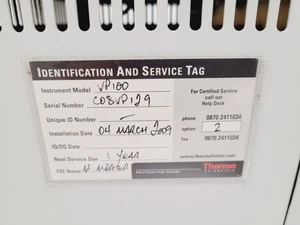 IDENTIFICATION AND SERVICE TAG
Instrument Model VP100
Serial Number CO8VP129
Unique ID Number –
Installation Date 04 MARCH 2009
IQ/OQ Date
Next Service Due 1 YEAR
FSE Name
For Certified Service
call our
Help Desk
phone 0870 2411034
option 2
fax 0870 2411034
www.thermofisher.com
Thermo
SCIENTIFIC